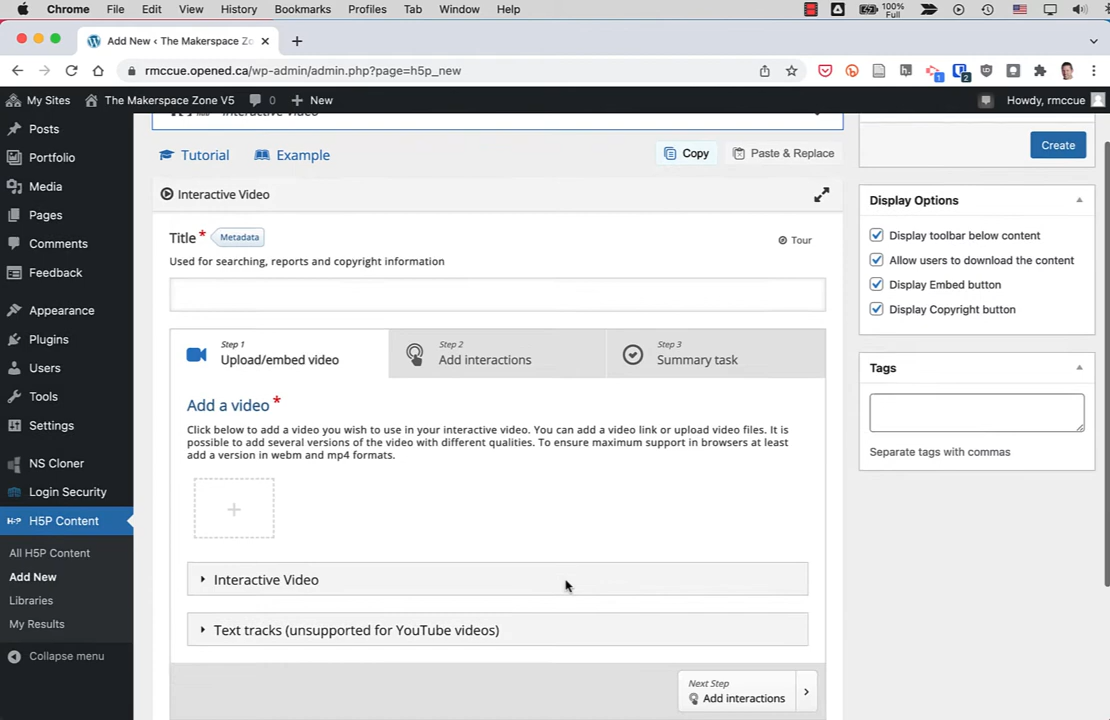 Chrome File Edit View History Bookmarks Profiles Tab Window Help 100% Full
Add New ‹ The Makerspace Zo
rmccue.opened.ca/wp-admin/admin.php?page=h5p_new 1 2
My Sites The Makerspace Zone V5 0 New Howdy, rmccue
Posts
Portfolio
Media
Pages
Comments
Feedback
Appearance
Plugins
Users
Tools
Settings
NS Cloner
Login Security
H5P H5P Content
All H5P Content
Add New
Libraries
My Results
Collapse menu
Interactive Video
Tutorial Example Copy Paste & Replace
Interactive Video
Title * Metadata Tour
Used for searching, reports and copyright information
Step 1
Upload/embed video
Step 2
Add interactions
Step 3
Summary task
Add a video *
Click below to add a video you wish to use in your interactive video. You can add a video link or upload video files. It is
possible to add several versions of the video with different qualities. To ensure maximum support in browsers at least
add a version in webm and mp4 formats.
+
Interactive Video
Text tracks (unsupported for YouTube videos)
Next Step
Add interactions
Create
Display Options
Display toolbar below content
Allow users to download the content
Display Embed button
Display Copyright button
Tags
Separate tags with commas